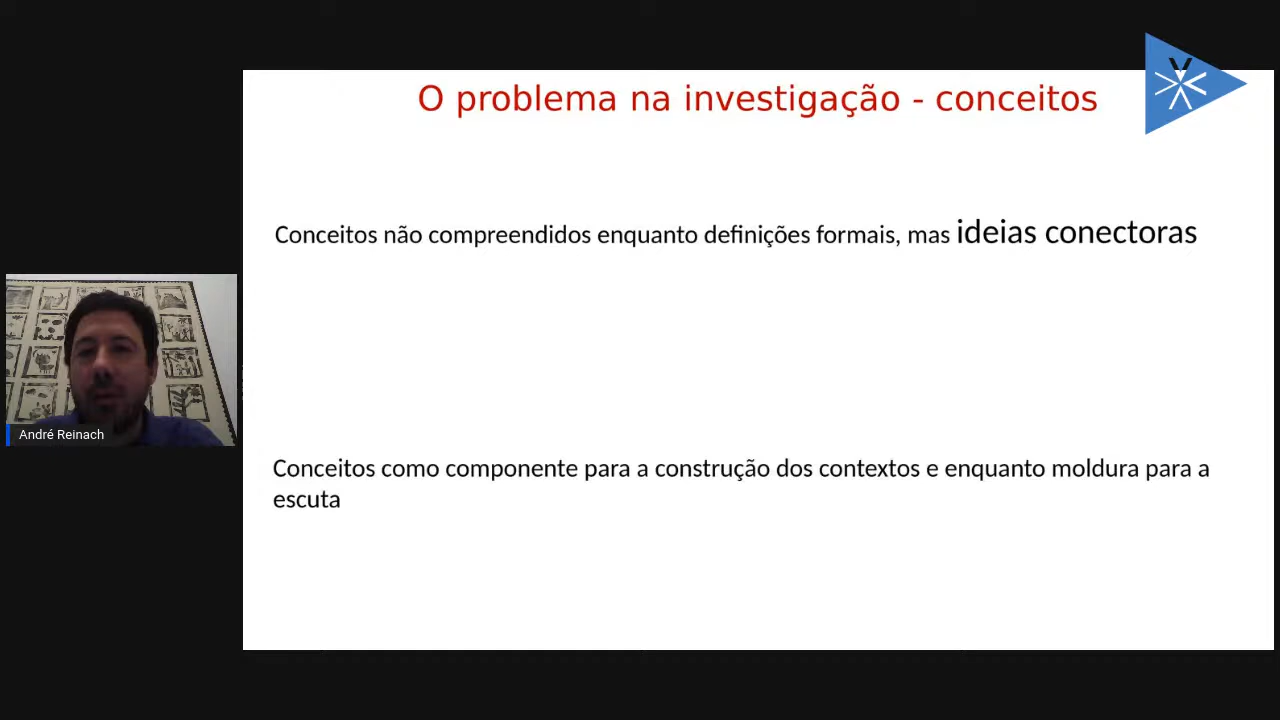 O problema na investigação - conceitos
Conceitos não compreendidos enquanto definições formais, mas ideias conectoras
André Reinach
Conceitos como componente para a construção dos contextos e enquanto moldura para a
escuta